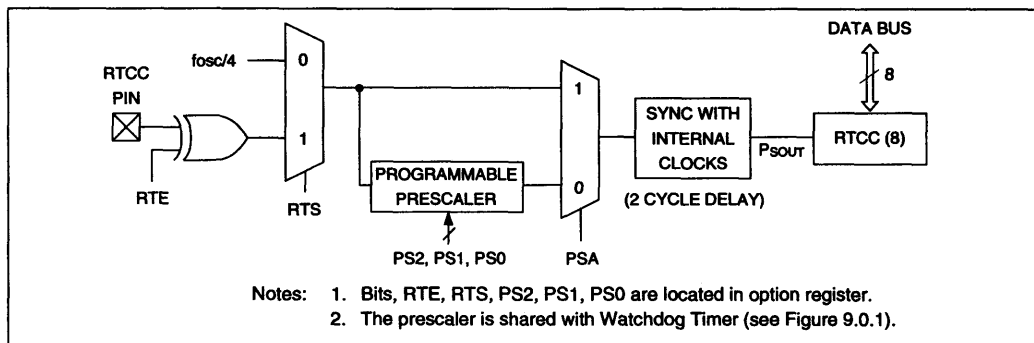 DATA BUS
8
fosc/4
0
RTCC
PIN
1
RTE
RTS
PROGRAMMABLE
PRESCALER
PS2, PS1, PS0
1
0
PSA
SYNC WITH
INTERNAL
CLOCKS
(2 CYCLE DELAY)
PSOUT
RTCC (8)
Notes: 1. Bits, RTE, RTS, PS2, PS1, PS0 are located in option register.
2. The prescaler is shared with Watchdog Timer (see Figure 9.0.1).